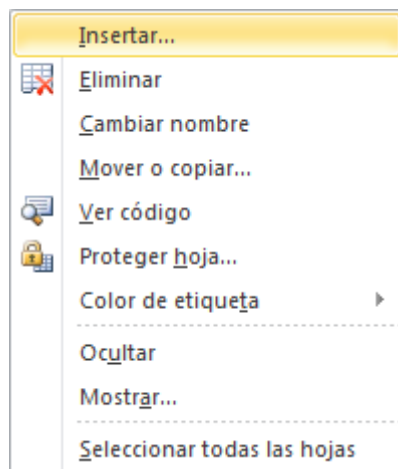 Insertar...
Eliminar
Cambiar nombre
Mover o copiar...
Ver código
Proteger hoja...
Color de etiqueta
Ocultar
Mostrar...
Seleccionar todas las hojas